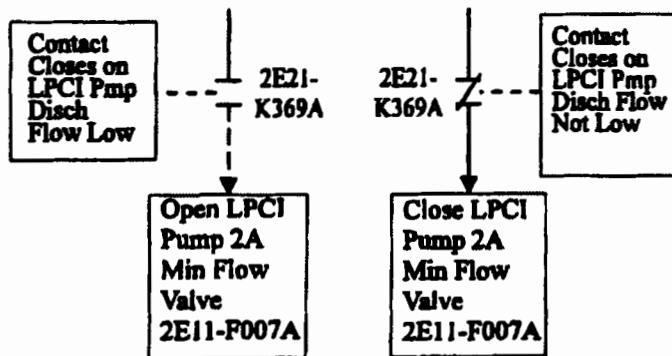 Contact
Closes on
LPCI Pmp
Disch
Flow Low
2E21-
K369A
2E21-
K369A
Contact
Closes on
LPCI Pmp
Disch Flow
Not Low
Open LPCI
Pump 2A
Min Flow
Valve
2E11-F007A
Close LPCI
Pump 2A
Min Flow
Valve
2E11-F007A